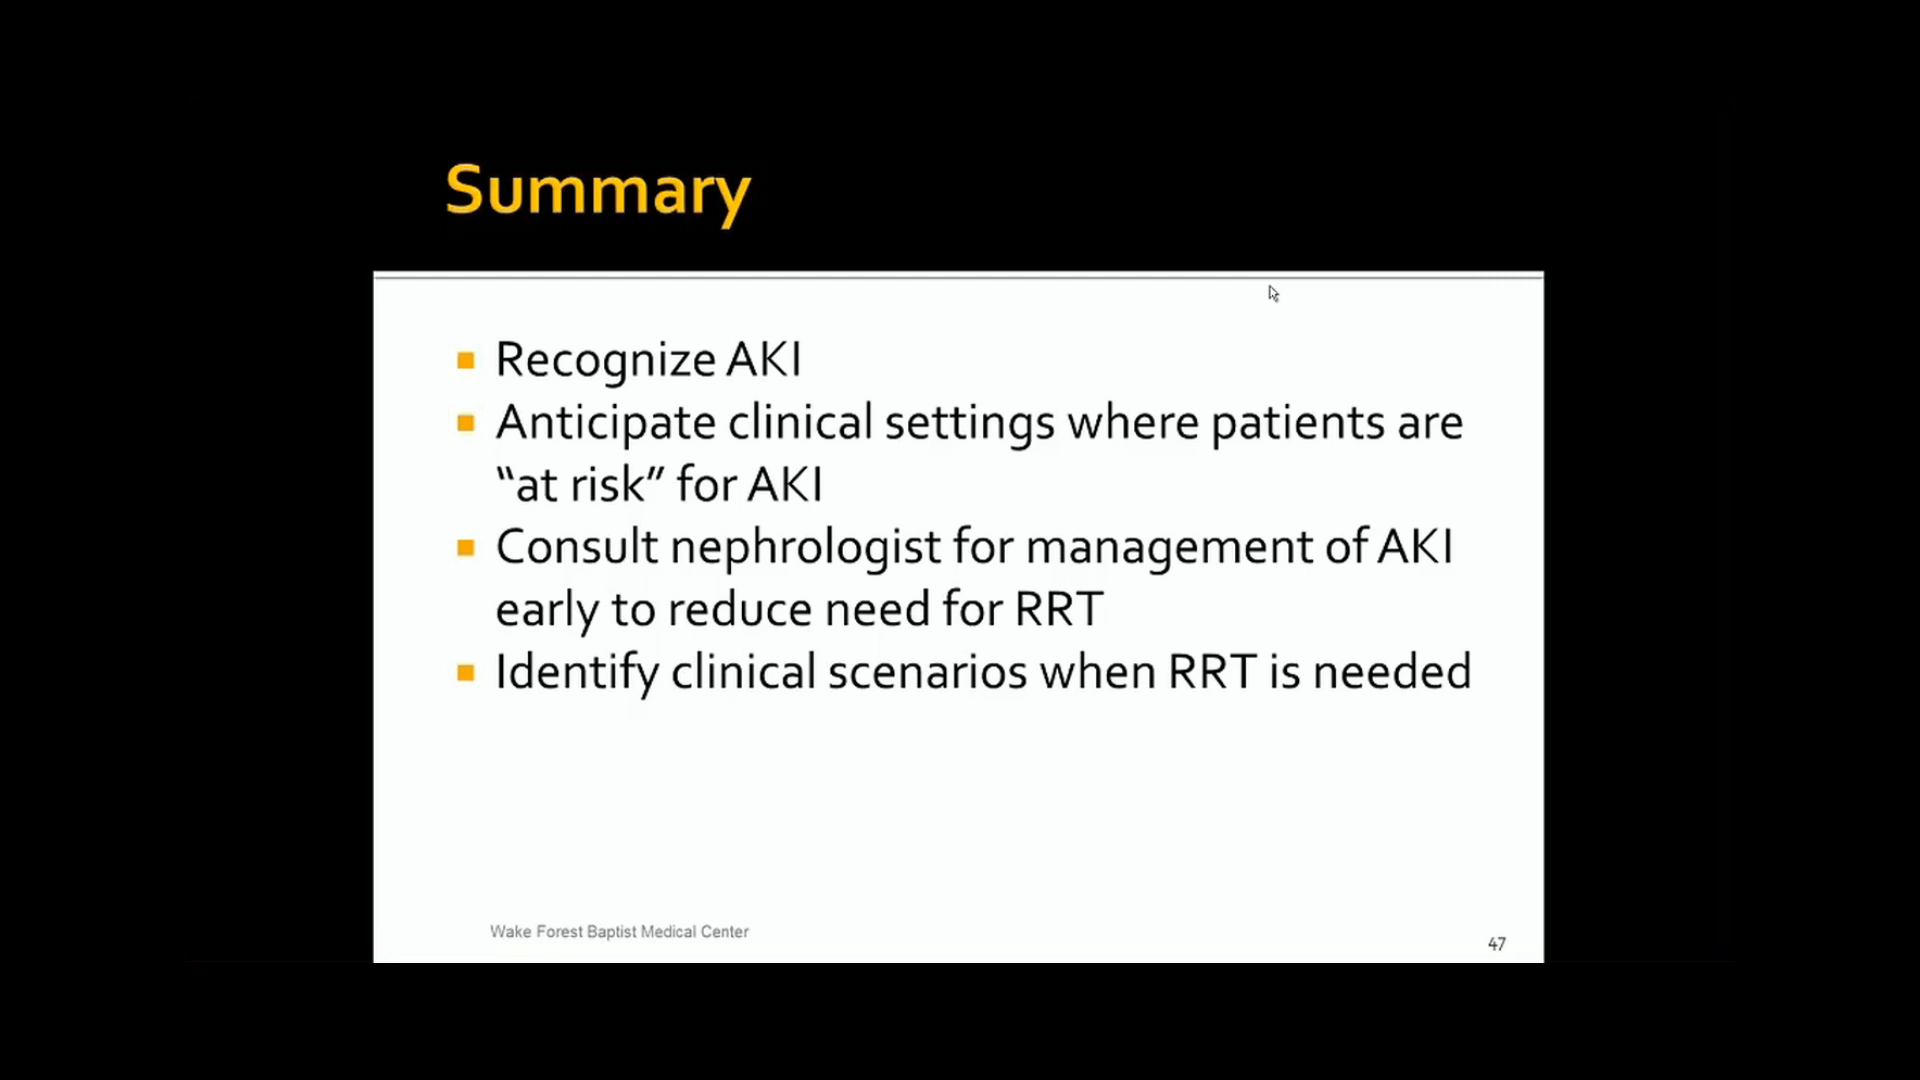 Summary
Recognize AKI
Anticipate clinical settings where patients are
“at risk” for AKI
Consult nephrologist for management of AKI
early to reduce need for RRT
Identify clinical scenarios when RRT is needed
Wake Forest Baptist Medical Center
47